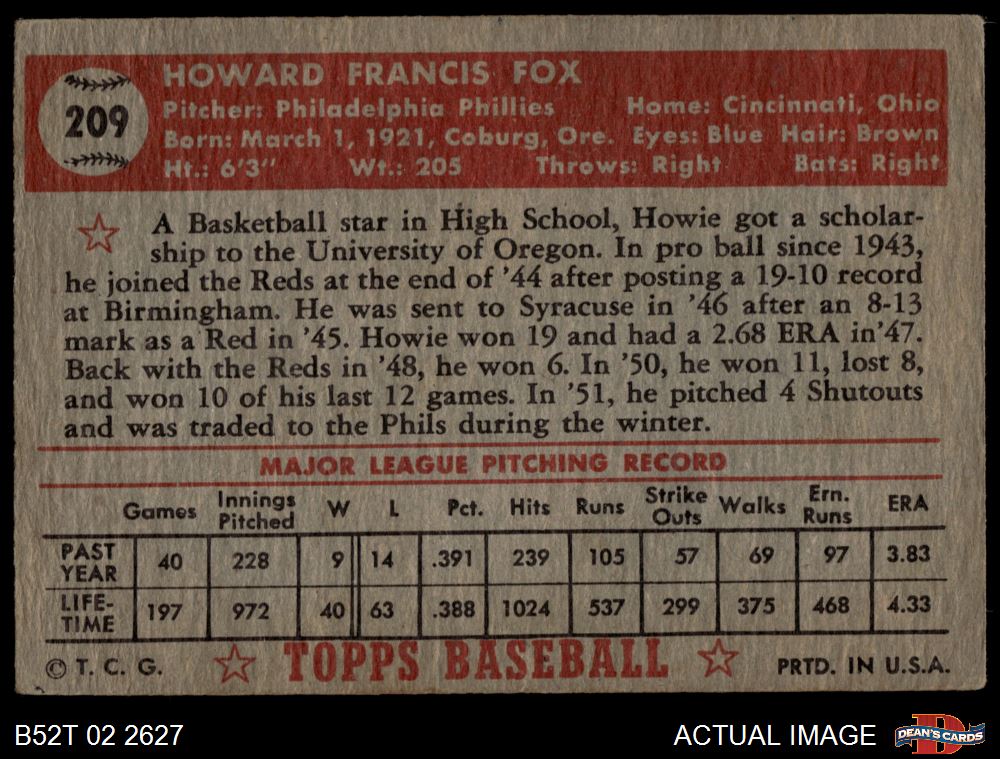 209
HOWARD FRANCIS FOX
Pitcher: Philadelphia Phillies Home: Cincinnati, Ohio
Born: March 1, 1921, Coburg, Ore. Eyes: Blue Hair: Brown
Ht.: 6'3" Wt.: 205 Throws: Right Bats: Right
A Basketball star in High School, Howie got a scholar-
ship to the University of Oregon. In pro ball since 1943,
he joined the Reds at the end of '44 after posting a 19-10 record
at Birmingham. He was sent to Syracuse in '46 after an 8-13
mark as a Red in '45. Howie won 19 and had a 2.68 ERA in'47.
Back with the Reds in '48, he won 6. In '50, he won 11, lost 8,
and won 10 of his last 12 games. In '51, he pitched 4 Shutouts
and was traded to the Phils during the winter.
MAJOR LEAGUE PITCHING RECORD
Games Innings Pitched W L Pct. Hits Runs Strike Outs Walks Ern. Runs ERA
PAST YEAR 40 228 9 14 .391 239 105 57 69 97 3.83
LIFE-TIME 197 972 40 63 .388 1024 537 299 375 468 4.33
© T. C. G. TOPPS BASEBALL PRTD. IN U.S.A.
B52T 02 2627 ACTUAL IMAGE DEAN'S CARDS